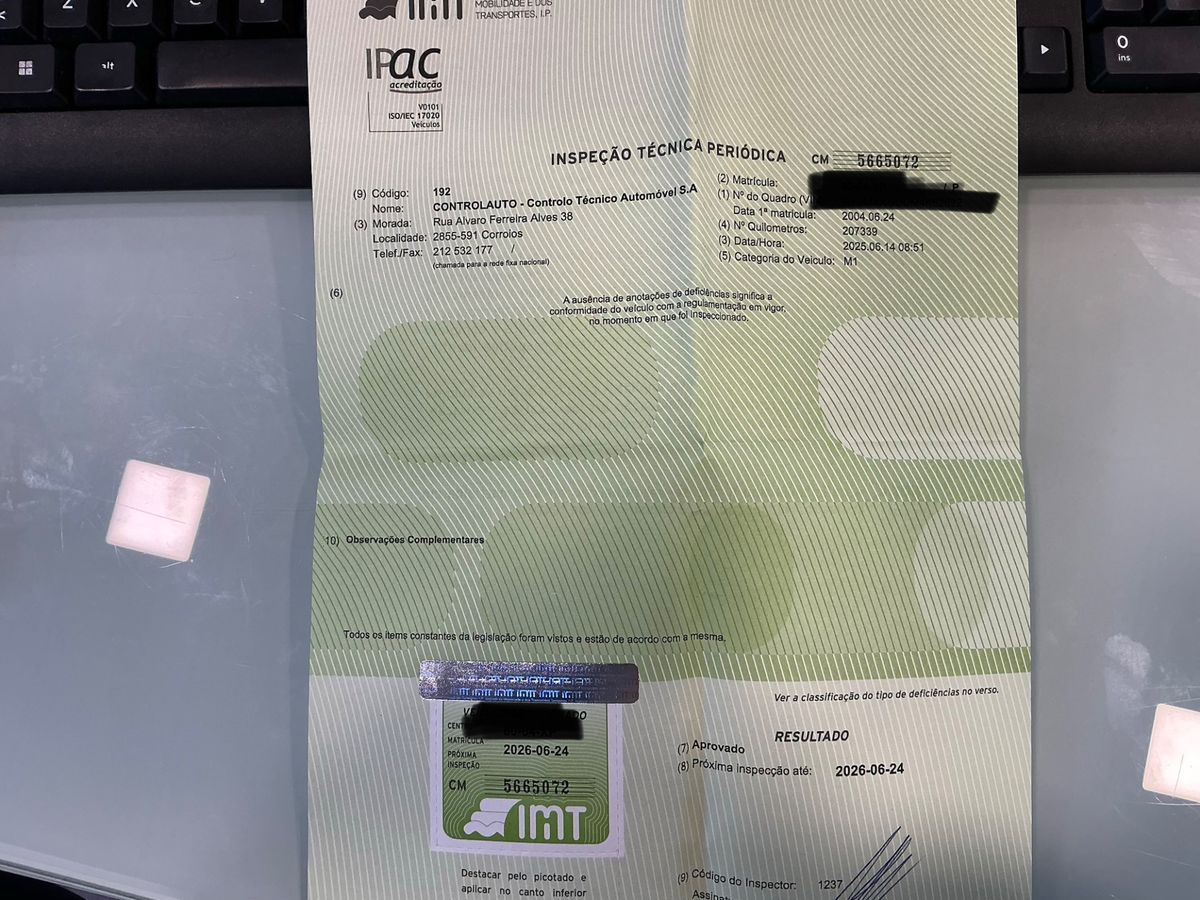 Z X C
alt
0
ins
IMT
MOBILIDADE E DOS
TRANSPORTES, I.P.
IPac
acreditação
V0101
ISO/IEC 17020
Veículos
INSPEÇÃO TÉCNICA PERIÓDICA
CM 5665072
(9) Código: 192
Nome: CONTROLAUTO - Controlo Técnico Automóvel S.A
(3) Morada: Rua Alvaro Ferreira Alves 38
Localidade: 2855-591 Corroios
Telef./Fax: 212 532 177 /
(chamada para a rede fixa nacional)
(2) Matrícula:
(1) Nº do Quadro (V
Data 1ª matrícula: 2004.06.24
(4) Nº Quilometros: 207339
(3) Data/Hora: 2025.06.14 08:51
(5) Categoria do Veículo: M1
(6)
A ausência de anotações de deficiências significa a
conformidade do veículo com a regulamentação em vigor,
no momento em que foi inspeccionado.
10) Observações Complementares
Todos os itens constantes da legislação foram vistos e estão de acordo com a mesma.
Ver a classificação do tipo de deficiências no verso.
MATRÍCULA
PRÓXIMA
INSPEÇÃO
2026-06-24
CM 5665072
IMT
RESULTADO
(7) Aprovado
(8) Próxima inspecção até: 2026-06-24
Destacar pelo picotado e
aplicar no canto inferior
(9) Código do Inspector: 1237